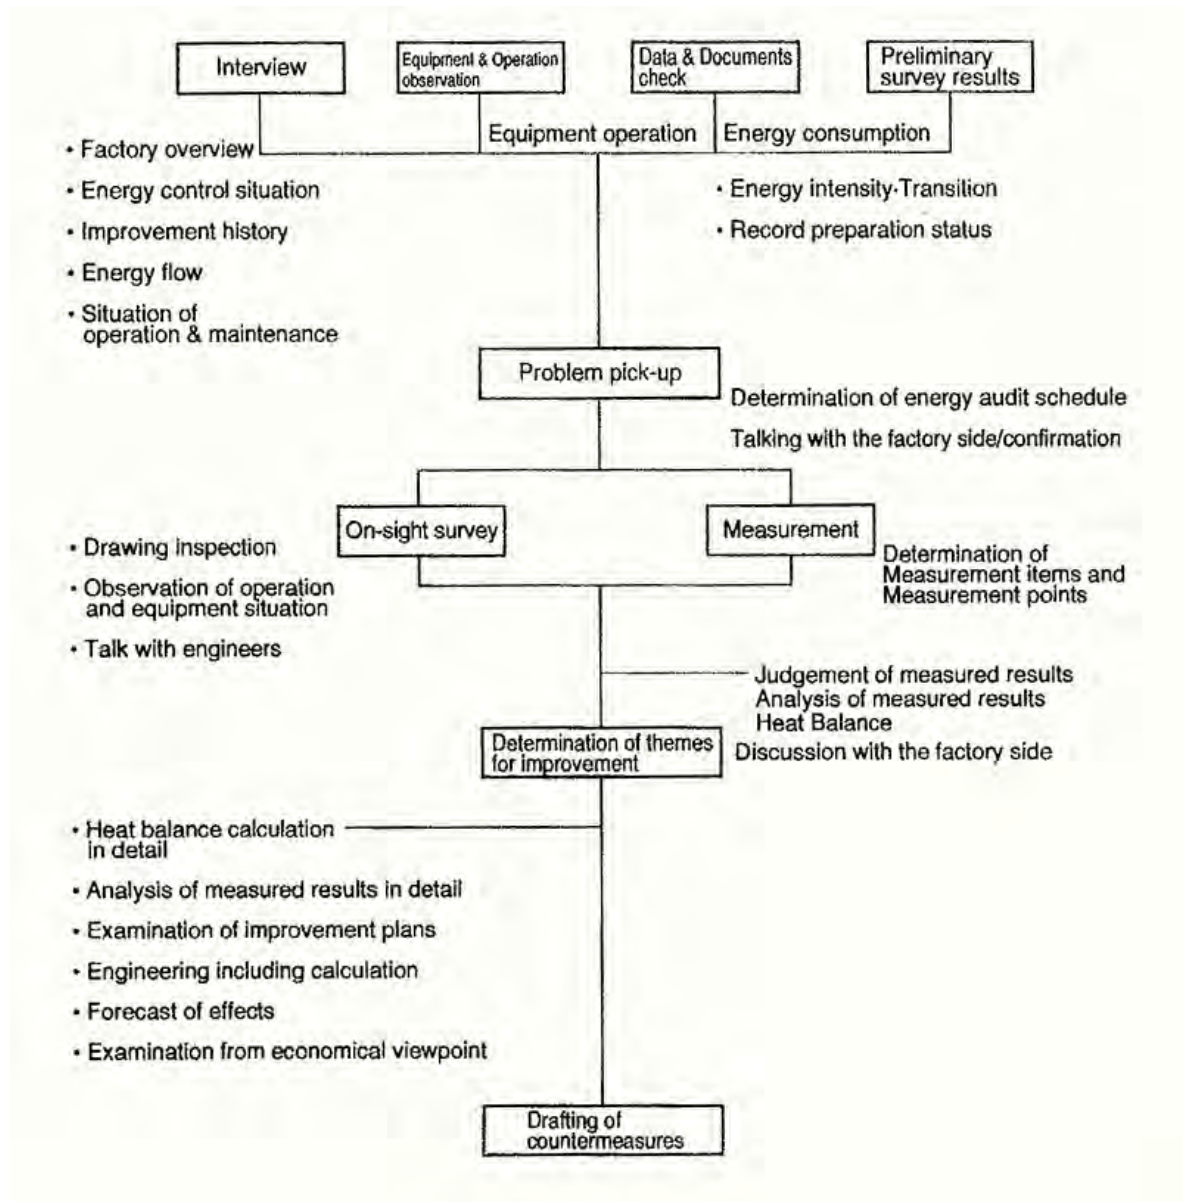 Interview
Equipment & Operation
observation
Data & Documents
check
Preliminary
survey results
Equipment operation
Energy consumption
• Factory overview
• Energy control situation
• Improvement history
• Energy flow
• Situation of
operation & maintenance
• Energy intensity·Transition
• Record preparation status
Problem pick-up
Determination of energy audit schedule
Talking with the factory side/confirmation
On-sight survey
Measurement
• Drawing inspection
• Observation of operation
and equipment situation
• Talk with engineers
Determination of
Measurement items and
Measurement points
Judgement of measured results
Analysis of measured results
Heat Balance
Determination of themes
for improvement
Discussion with the factory side
• Heat balance calculation
in detail
• Analysis of measured results in detail
• Examination of improvement plans
• Engineering including calculation
• Forecast of effects
• Examination from economical viewpoint
Drafting of
countermeasures